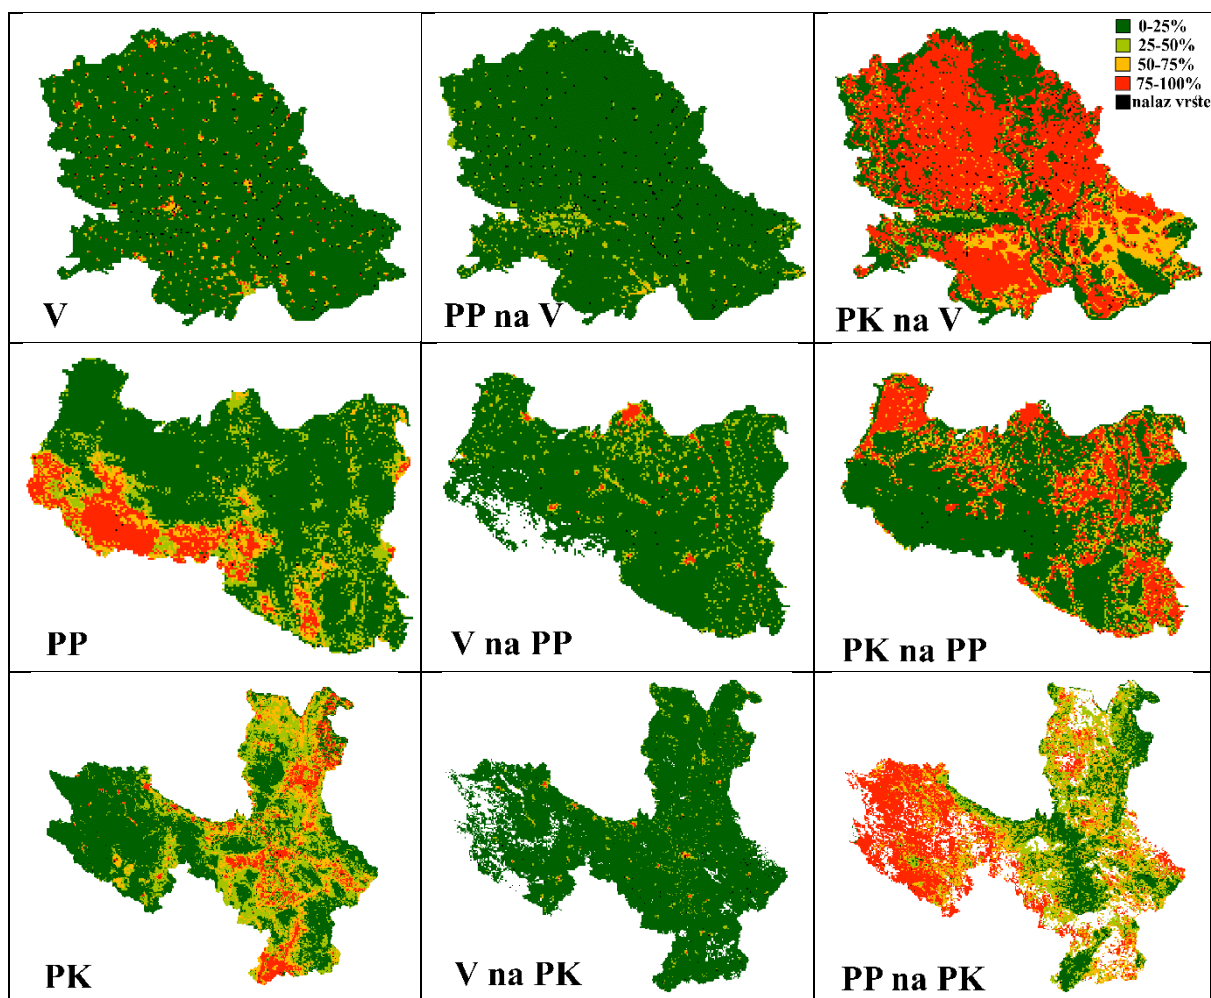 0-25%
25-50%
50-75%
75-100%
nalaz vrste
V
PP na V
PK na V
PP
V na PP
PK na PP
PK
V na PK
PP na PK